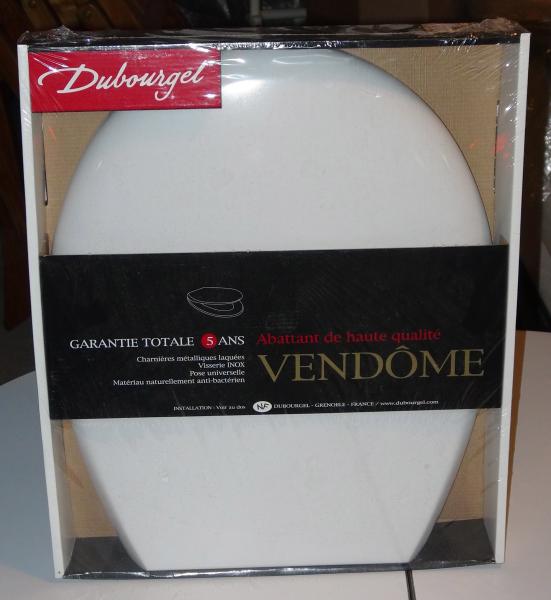 Dubourgel
GARANTIE TOTALE 5 ANS
Charnières métalliques laquées
Visserie INOX
Pose universelle
Matériau naturellement anti-bactérien
Abattant de haute qualité
VENDÔME
INSTALLATION - Voir au dos NF DUBOURGEL - GRENOBLE - FRANCE / www.dubourgel.com